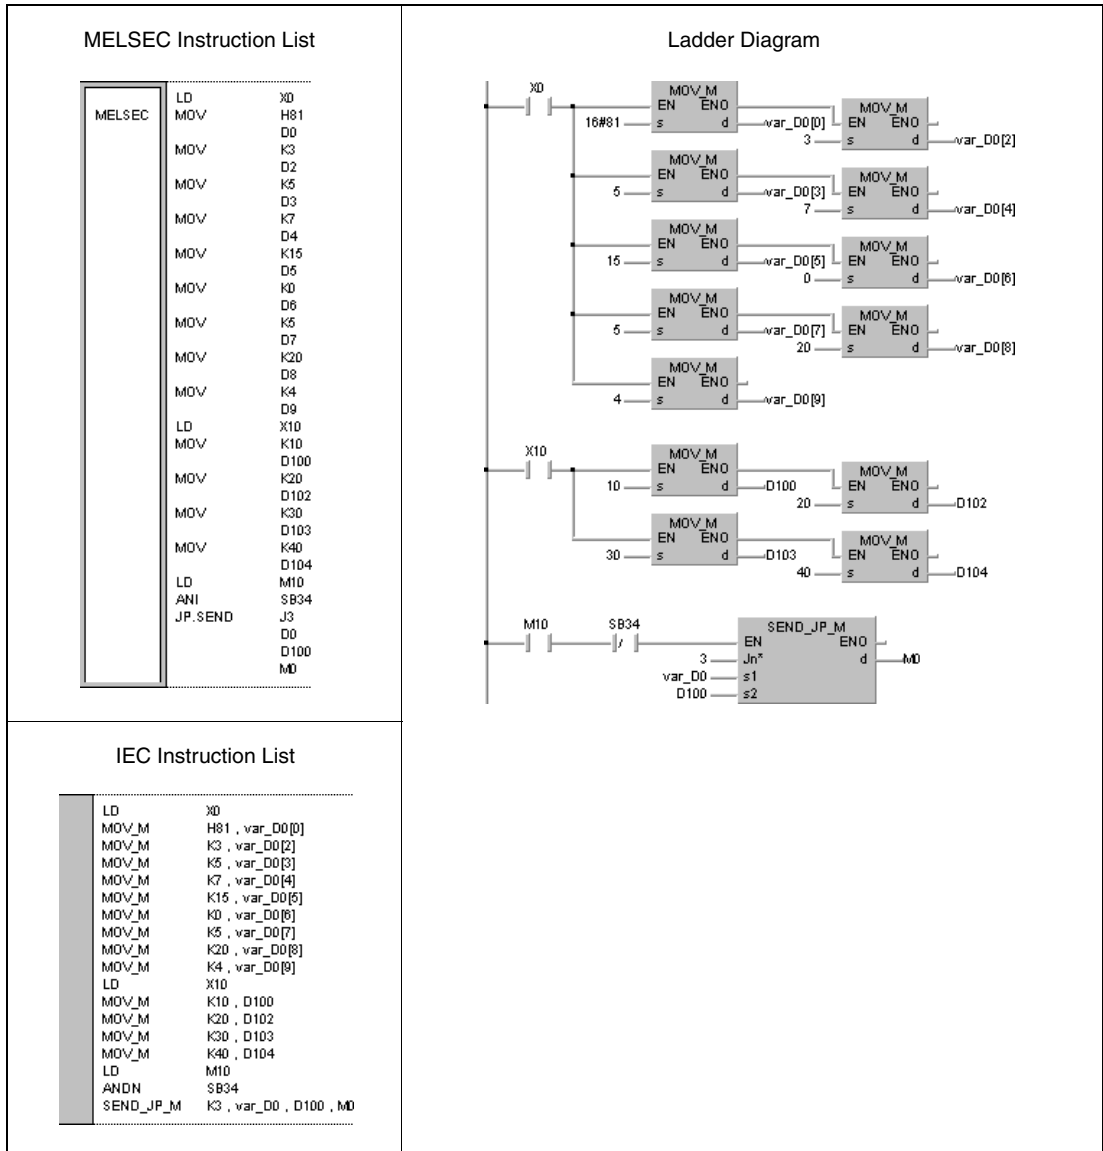 MELSEC Instruction List
MELSEC
LD X0
MOV H81
D0
MOV K3
D2
MOV K5
D3
MOV K7
D4
MOV K15
D5
MOV K0
D6
MOV K5
D7
MOV K20
D8
MOV K4
D9
LD X10
MOV K10
D100
MOV K20
D102
MOV K30
D103
MOV K40
D104
LD M10
ANI SB34
JP.SEND J3
D0
D100
M0
Ladder Diagram
X0
MOV_M
EN ENO
16#81 s d var_D0[0]
MOV_M
EN ENO
3 s d var_D0[2]
MOV_M
EN ENO
5 s d var_D0[3]
MOV_M
EN ENO
7 s d var_D0[4]
MOV_M
EN ENO
15 s d var_D0[5]
MOV_M
EN ENO
0 s d var_D0[6]
MOV_M
EN ENO
5 s d var_D0[7]
MOV_M
EN ENO
20 s d var_D0[8]
MOV_M
EN ENO
4 s d var_D0[9]
X10
MOV_M
EN ENO
10 s d D100
MOV_M
EN ENO
20 s d D102
MOV_M
EN ENO
30 s d D103
MOV_M
EN ENO
40 s d D104
M10 SB34
SEND_JP_M
EN ENO
3 Jn* d M0
var_D0 s1
D100 s2
IEC Instruction List
LD X0
MOV_M H81 , var_D0[0]
MOV_M K3 , var_D0[2]
MOV_M K5 , var_D0[3]
MOV_M K7 , var_D0[4]
MOV_M K15 , var_D0[5]
MOV_M K0 , var_D0[6]
MOV_M K5 , var_D0[7]
MOV_M K20 , var_D0[8]
MOV_M K4 , var_D0[9]
LD X10
MOV_M K10 , D100
MOV_M K20 , D102
MOV_M K30 , D103
MOV_M K40 , D104
LD M10
ANDN SB34
SEND_JP_M K3 , var_D0 , D100 , M0